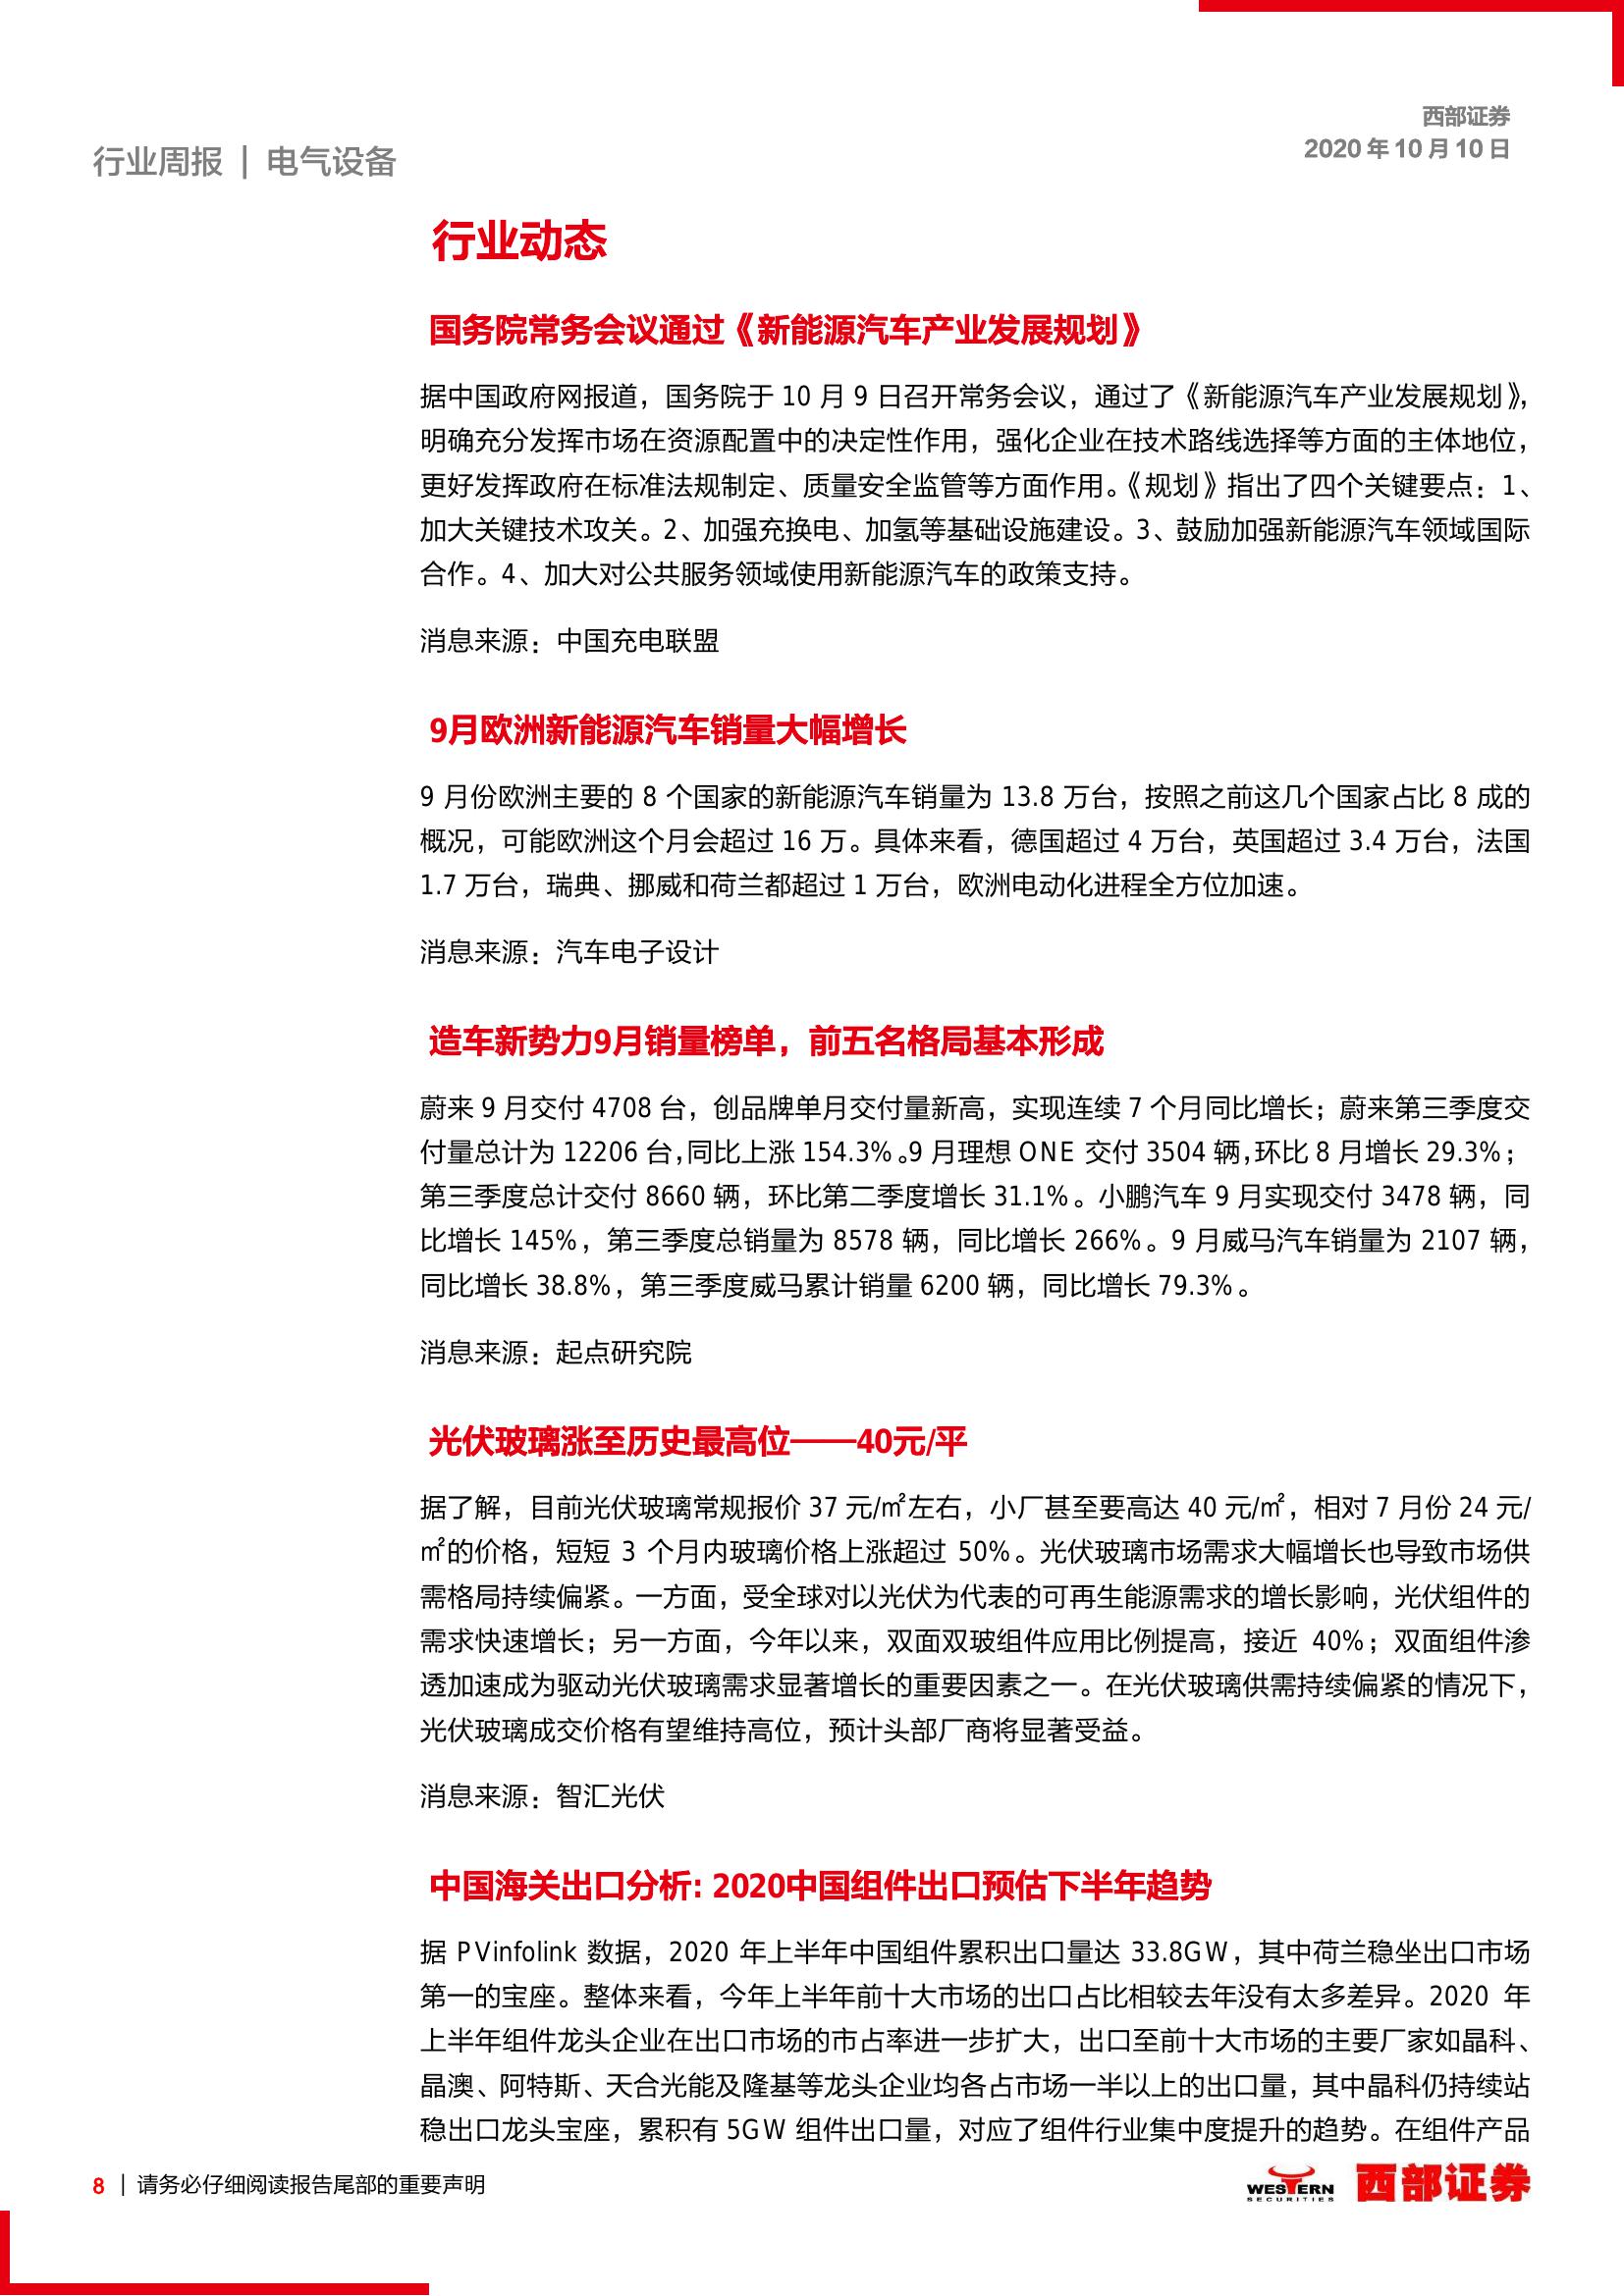 西部证券
2020 年 10 月 10 日
行业周报 | 电气设备
行业动态
国务院常务会议通过《新能源汽车产业发展规划》
据中国政府网报道，国务院于 10 月 9 日召开常务会议，通过了《新能源汽车产业发展规划》，
明确充分发挥市场在资源配置中的决定性作用，强化企业在技术路线选择等方面的主体地位，
更好发挥政府在标准法规制定、质量安全监管等方面作用。《规划》指出了四个关键要点：1、
加大关键技术攻关。2、加强充换电、加氢等基础设施建设。3、鼓励加强新能源汽车领域国际
合作。4、加大对公共服务领域使用新能源汽车的政策支持。
消息来源：中国充电联盟
9月欧洲新能源汽车销量大幅增长
9 月份欧洲主要的 8 个国家的新能源汽车销量为 13.8 万台，按照之前这几个国家占比 8 成的
概况，可能欧洲这个月会超过 16 万。具体来看，德国超过 4 万台，英国超过 3.4 万台，法国
1.7 万台，瑞典、挪威和荷兰都超过 1 万台，欧洲电动化进程全方位加速。
消息来源：汽车电子设计
造车新势力9月销量榜单，前五名格局基本形成
蔚来 9 月交付 4708 台，创品牌单月交付量新高，实现连续 7 个月同比增长；蔚来第三季度交
付量总计为 12206 台，同比上涨 154.3%。9 月理想 ONE 交付 3504 辆，环比 8 月增长 29.3%；
第三季度总计交付 8660 辆，环比第二季度增长 31.1%。小鹏汽车 9 月实现交付 3478 辆，同
比增长 145%，第三季度总销量为 8578 辆，同比增长 266%。9 月威马汽车销量为 2107 辆，
同比增长 38.8%，第三季度威马累计销量 6200 辆，同比增长 79.3%。
消息来源：起点研究院
光伏玻璃涨至历史最高位——40元/平
据了解，目前光伏玻璃常规报价 37 元/㎡左右，小厂甚至要高达 40 元/㎡，相对 7 月份 24 元/
㎡的价格，短短 3 个月内玻璃价格上涨超过 50%。光伏玻璃市场需求大幅增长也导致市场供
需格局持续偏紧。一方面，受全球对以光伏为代表的可再生能源需求的增长影响，光伏组件的
需求快速增长；另一方面，今年以来，双面双玻组件应用比例提高，接近 40%；双面组件渗
透加速成为驱动光伏玻璃需求显著增长的重要因素之一。在光伏玻璃供需持续偏紧的情况下，
光伏玻璃成交价格有望维持高位，预计头部厂商将显著受益。
消息来源：智汇光伏
中国海关出口分析: 2020中国组件出口预估下半年趋势
据 PVinfolink 数据，2020 年上半年中国组件累积出口量达 33.8GW，其中荷兰稳坐出口市场
第一的宝座。整体来看，今年上半年前十大市场的出口占比相较去年没有太多差异。2020 年
上半年组件龙头企业在出口市场的市占率进一步扩大，出口至前十大市场的主要厂家如晶科、
晶澳、阿特斯、天合光能及隆基等龙头企业均各占市场一半以上的出口量，其中晶科仍持续站
稳出口龙头宝座，累积有 5GW 组件出口量，对应了组件行业集中度提升的趋势。在组件产品
8 | 请务必仔细阅读报告尾部的重要声明
WESTERN
SECURITIES
西部证券